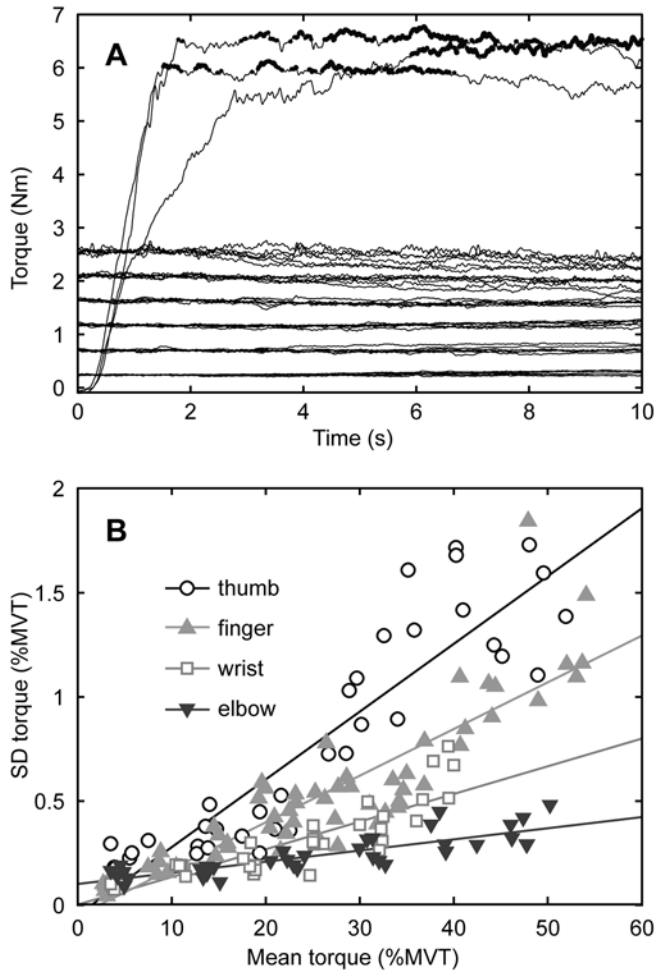 7
6
5
4
3
2
1
0
A
Torque (Nm)
0 2 4 6 8 10
Time (s)
2
1.5
1
0.5
0
B
thumb
finger
wrist
elbow
SD torque (%MVT)
0 10 20 30 40 50 60
Mean torque (%MVT)